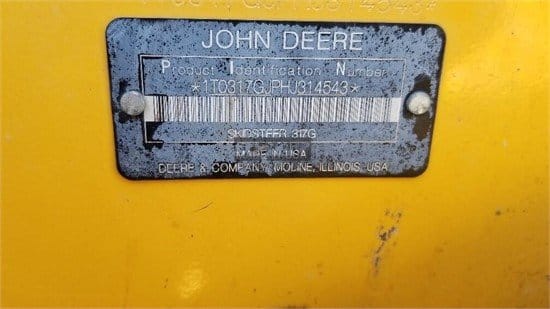 JOHN DEERE
Product Identification Number
*1T0317GJPHJ314543*
SKIDSTEER 317G
MADE IN USA
DEERE & COMPANY MOLINE, ILLINOIS, USA